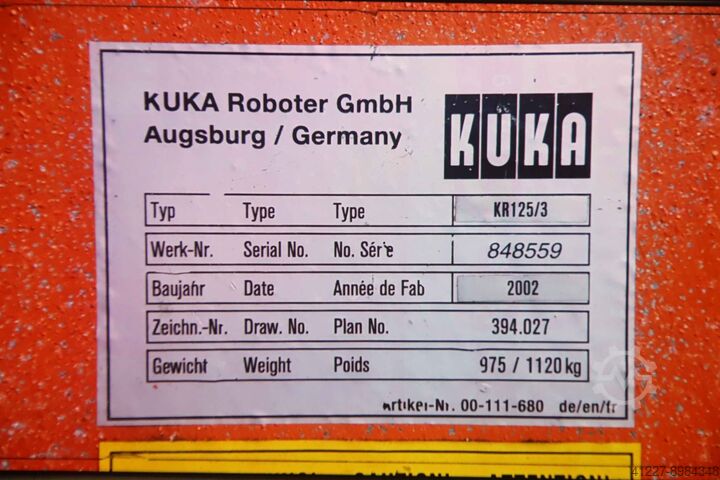 KUKA Roboter GmbH
Augsburg / Germany
KUKA
Typ Type Type KR125/3
Werk-Nr. Serial No. No. Série 848559
Baujahr Date Année de Fab 2002
Zeichn.-Nr. Draw. No. Plan No. 394.027
Gewicht Weight Poids 975 / 1120 kg
Artikel-Nr. 00-111-680 de/en/fr
CAUTION! ATTENTION!
41227-8984348